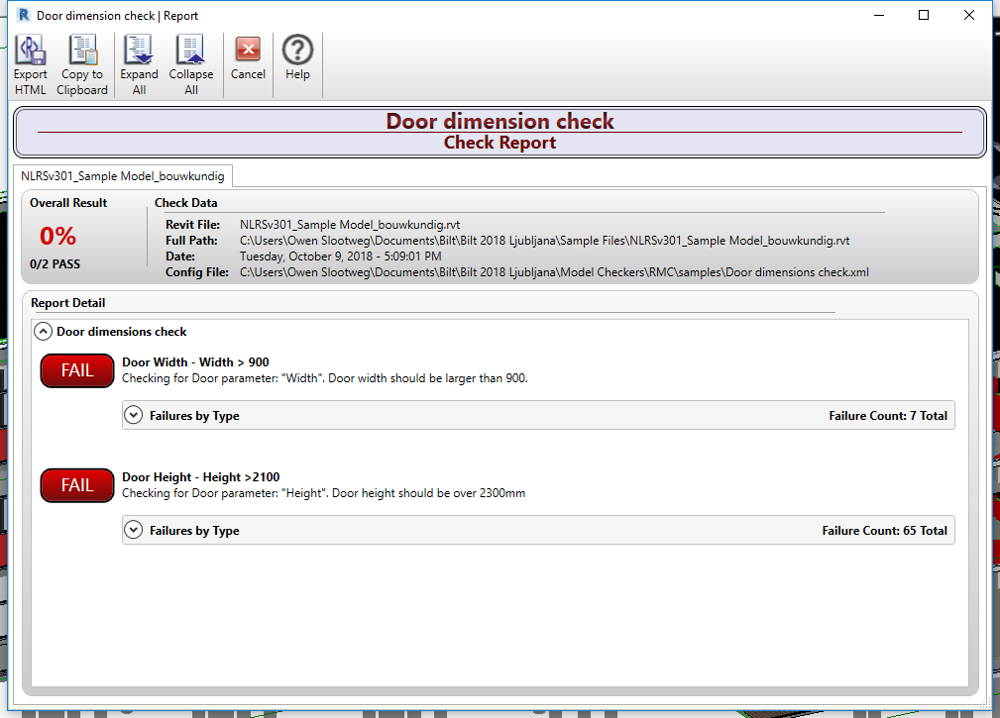 Door dimension check | Report
Export HTML
Copy to Clipboard
Expand All
Collapse All
Cancel
Help
Door dimension check
Check Report
NLRSv301_Sample Model_bouwkundig
Overall Result
0%
0/2 PASS
Check Data
Revit File: NLRSv301_Sample Model_bouwkundig.rvt
Full Path: C:\Users\Owen Slootweg\Documents\Bilt\Bilt 2018 Ljubljana\Sample Files\NLRSv301_Sample Model_bouwkundig.rvt
Date: Tuesday, October 9, 2018 - 5:09:01 PM
Config File: C:\Users\Owen Slootweg\Documents\Bilt\Bilt 2018 Ljubljana\Model Checkers\RMC\samples\Door dimensions check.xml
Report Detail
Door dimensions check
FAIL
Door Width - Width > 900
Checking for Door parameter: "Width". Door width should be larger than 900.
Failures by Type Failure Count: 7 Total
FAIL
Door Height - Height >2100
Checking for Door parameter: "Height". Door height should be over 2300mm
Failures by Type Failure Count: 65 Total